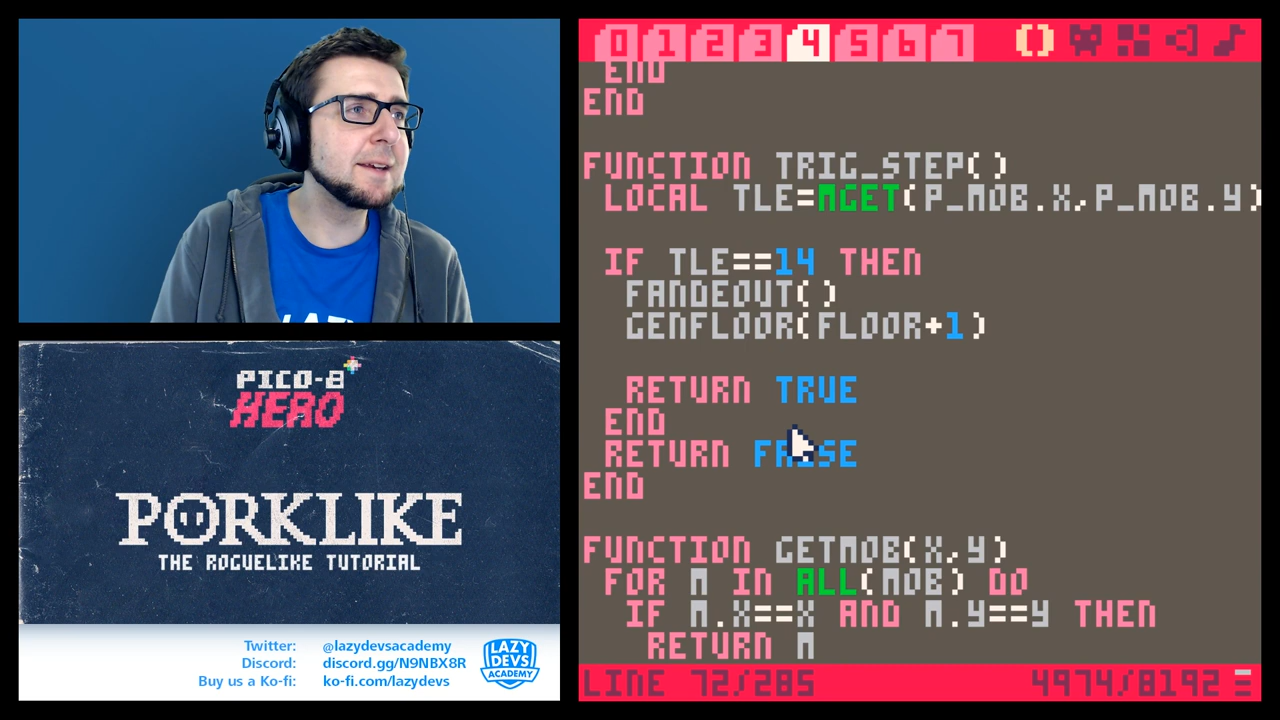 0 1 2 3 4 5 6 7
END
END
FUNCTION TRIG_STEP()
LOCAL TLE=MGET(P_MOB.X,P_MOB.Y)
IF TLE==14 THEN
FANDEOUT()
GENFLOOR(FLOOR+1)
RETURN TRUE
END
RETURN FALSE
END
FUNCTION GETMOB(X,Y)
FOR M IN ALL(MOB) DO
IF M.X==X AND M.Y==Y THEN
RETURN M
LINE 72/285 4974/8192
PICO-8
HERO
PORKLIKE
THE ROGUELIKE TUTORIAL
Twitter: @lazydevsacademy
Discord: discord.gg/N9NBX8R
Buy us a Ko-fi: ko-fi.com/lazydevs
LAZY
DEVS
ACADEMY